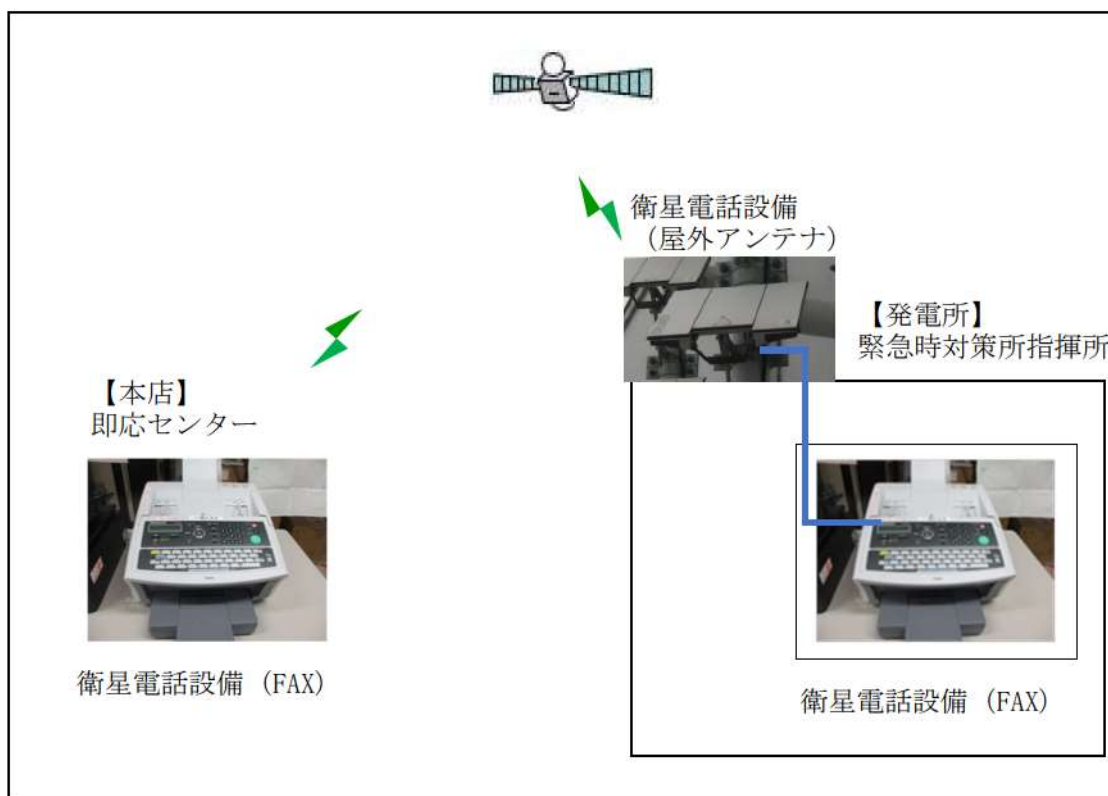 衛星電話設備
（屋外アンテナ）
【発電所】
緊急時対策所指揮所
【本店】
即応センター
衛星電話設備 (FAX)
衛星電話設備 (FAX)